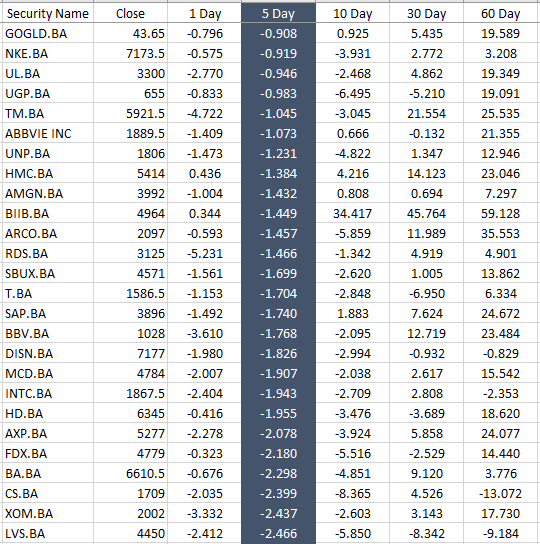 Security Name Close 1 Day 5 Day 10 Day 30 Day 60 Day
GOGLD.BA 43.65 -0.796 -0.908 0.925 5.435 19.589
NKE.BA 7173.5 -0.575 -0.919 -3.931 2.772 3.208
UL.BA 3300 -2.770 -0.946 -2.468 4.862 19.349
UGP.BA 655 -0.833 -0.983 -6.495 -5.210 19.091
TM.BA 5921.5 -4.722 -1.045 -3.045 21.554 25.535
ABBVIE INC 1889.5 -1.409 -1.073 0.666 -0.132 21.355
UNP.BA 1806 -1.473 -1.231 -4.822 1.347 12.946
HMC.BA 5414 0.436 -1.384 4.216 14.123 23.046
AMGN.BA 3992 -1.004 -1.432 0.808 0.694 7.297
BIIB.BA 4964 0.344 -1.449 34.417 45.764 59.128
ARCO.BA 2097 -0.593 -1.457 -5.859 11.989 35.553
RDS.BA 3125 -5.231 -1.466 -1.342 4.919 4.901
SBUX.BA 4571 -1.561 -1.699 -2.620 1.005 13.862
T.BA 1586.5 -1.153 -1.704 -2.848 -6.950 6.334
SAP.BA 3896 -1.492 -1.740 1.883 7.624 24.672
BBV.BA 1028 -3.610 -1.768 -2.095 12.719 23.484
DISN.BA 7177 -1.980 -1.826 -2.994 -0.932 -0.829
MCD.BA 4784 -2.007 -1.907 -2.038 2.617 15.542
INTC.BA 1867.5 -2.404 -1.943 -2.709 2.808 -2.353
HD.BA 6345 -0.416 -1.955 -3.476 -3.689 18.620
AXP.BA 5277 -2.278 -2.078 -3.924 5.858 24.077
FDX.BA 4779 -0.323 -2.180 -5.516 -2.529 14.440
BA.BA 6610.5 -0.676 -2.298 -4.851 9.120 3.776
CS.BA 1709 -2.035 -2.399 -8.365 4.526 -13.072
XOM.BA 2002 -3.332 -2.437 -2.603 3.143 17.730
LVS.BA 4450 -2.412 -2.466 -5.850 -8.342 -9.184